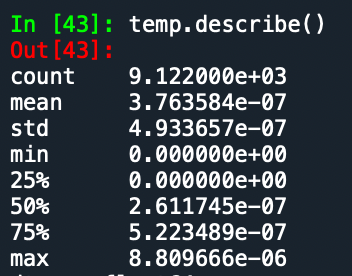 In [43]: temp.describe()
Out[43]:
count    9.122000e+03
mean     3.763584e-07
std      4.933657e-07
min      0.000000e+00
25%      0.000000e+00
50%      2.611745e-07
75%      5.223489e-07
max      8.809666e-06